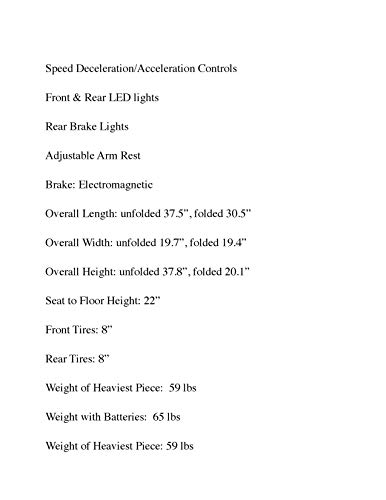 Speed Deceleration/Acceleration Controls
Front & Rear LED lights
Rear Brake Lights
Adjustable Arm Rest
Brake: Electromagnetic
Overall Length: unfolded 37.5”, folded 30.5”
Overall Width: unfolded 19.7”, folded 19.4”
Overall Height: unfolded 37.8”, folded 20.1”
Seat to Floor Height: 22”
Front Tires: 8”
Rear Tires: 8”
Weight of Heaviest Piece:  59 lbs
Weight with Batteries:  65 lbs
Weight of Heaviest Piece: 59 lbs